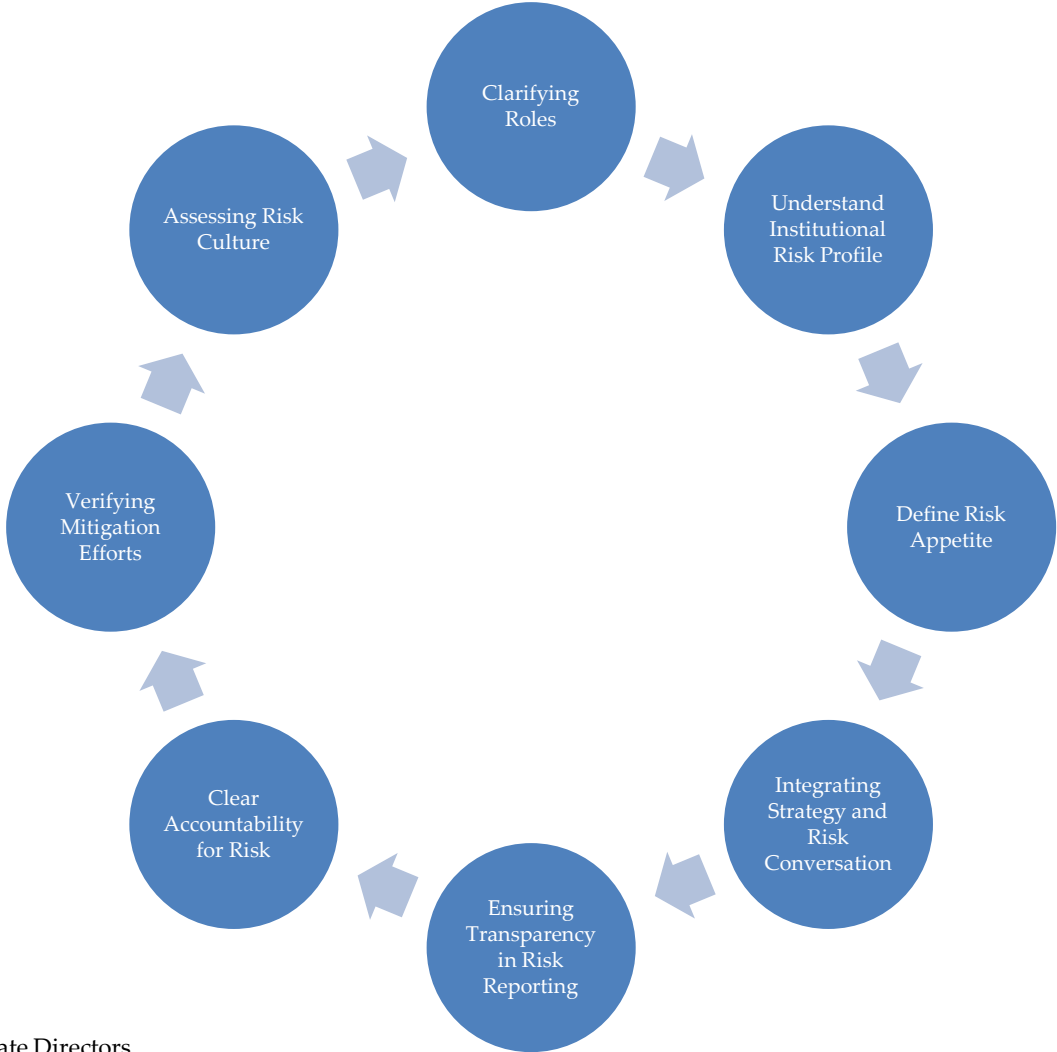 Clarifying
Roles
Understand
Institutional
Risk Profile
Define Risk
Appetite
Integrating
Strategy and
Risk
Conversation
Ensuring
Transparency
in Risk
Reporting
Clear
Accountability
for Risk
Verifying
Mitigation
Efforts
Assessing Risk
Culture
Directors